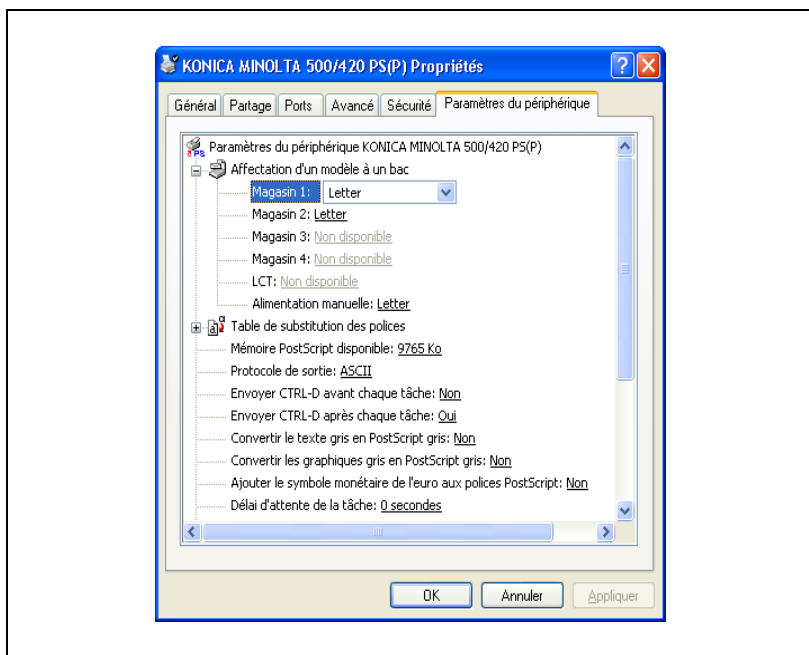 KONICA MINOLTA 500/420 PS(P) Propriétés
Général Partage Ports Avancé Sécurité Paramètres du périphérique
PS Paramètres du périphérique KONICA MINOLTA 500/420 PS(P)
Affectation d'un modèle à un bac
Magasin 1: Letter
Magasin 2: Letter
Magasin 3: Non disponible
Magasin 4: Non disponible
LCT: Non disponible
Alimentation manuelle: Letter
Table de substitution des polices
Mémoire PostScript disponible: 9765 Ko
Protocole de sortie: ASCII
Envoyer CTRL-D avant chaque tâche: Non
Envoyer CTRL-D après chaque tâche: Oui
Convertir le texte gris en PostScript gris: Non
Convertir les graphiques gris en PostScript gris: Non
Ajouter le symbole monétaire de l'euro aux polices PostScript: Non
Délai d'attente de la tâche: 0 secondes
OK Annuler Appliquer